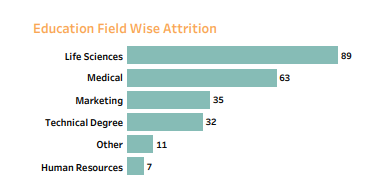 Education Field Wise Attrition
Life Sciences 89
Medical 63
Marketing 35
Technical Degree 32
Other 11
Human Resources 7